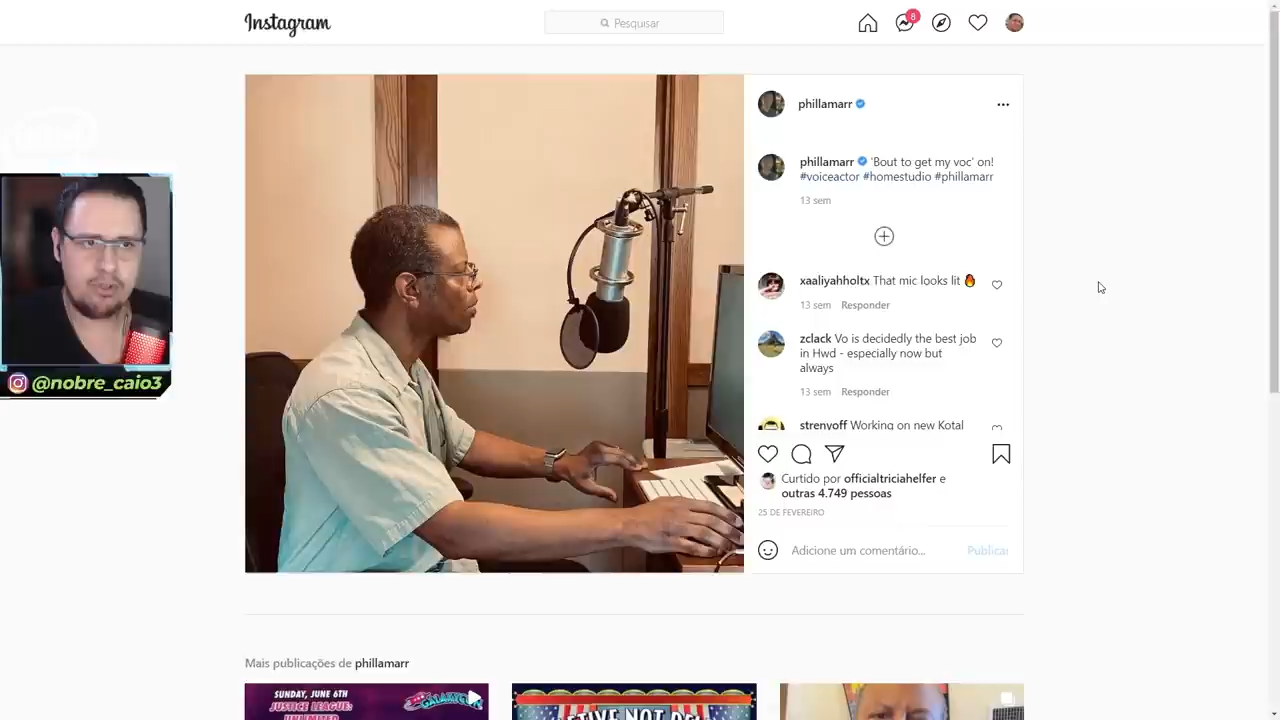 Instagram
Pesquisar
8
phillamarr
phillamarr 'Bout to get my voc' on!
#voiceactor #homestudio #phillamarr
13 sem
xaaliyahholtx That mic looks lit 🔥
13 sem Responder
zclack Vo is decidedly the best job
in Hwd - especially now but
always
13 sem Responder
strenyoff Working on new Kotal
Curtido por officialtriciahelfer e
outras 4.749 pessoas
25 DE FEVEREIRO
Adicione um comentário... Publicar
@nobre_caio3
Mais publicações de phillamarr
SUNDAY, JUNE 6TH
JUSTICE LEAGUE:
UNLIMITED